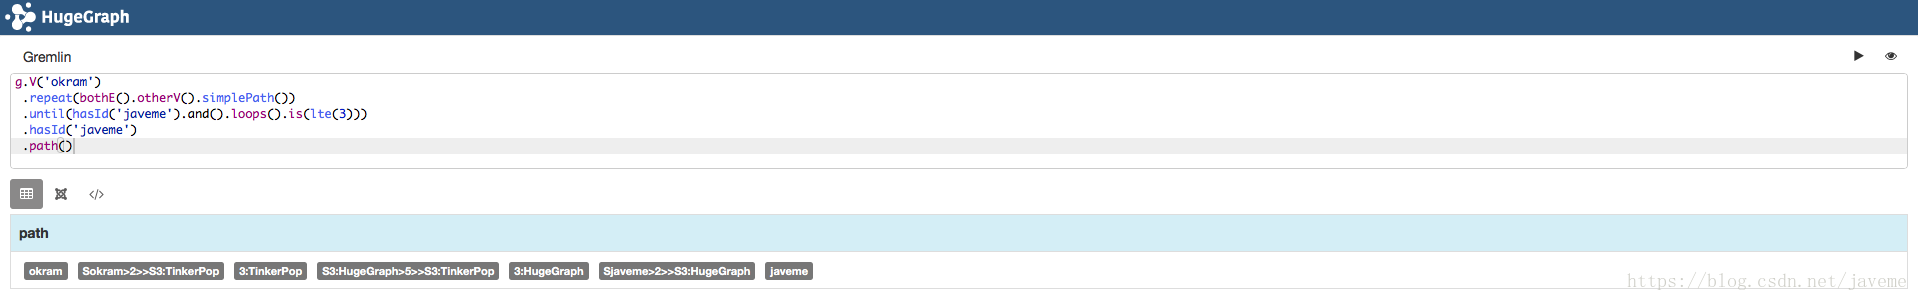 HugeGraph
Gremlin
g.V('okram')
.repeat(bothE().otherV().simplePath())
.until(hasId('javeme').and().loops().is(lte(3)))
.hasId('javeme')
.path()
</>
path
okram Sokram>2>>S3:TinkerPop 3:TinkerPop S3:HugeGraph>5>>S3:TinkerPop 3:HugeGraph Sjaveme>2>>S3:HugeGraph javeme
https://blog.csdn.net/javeme